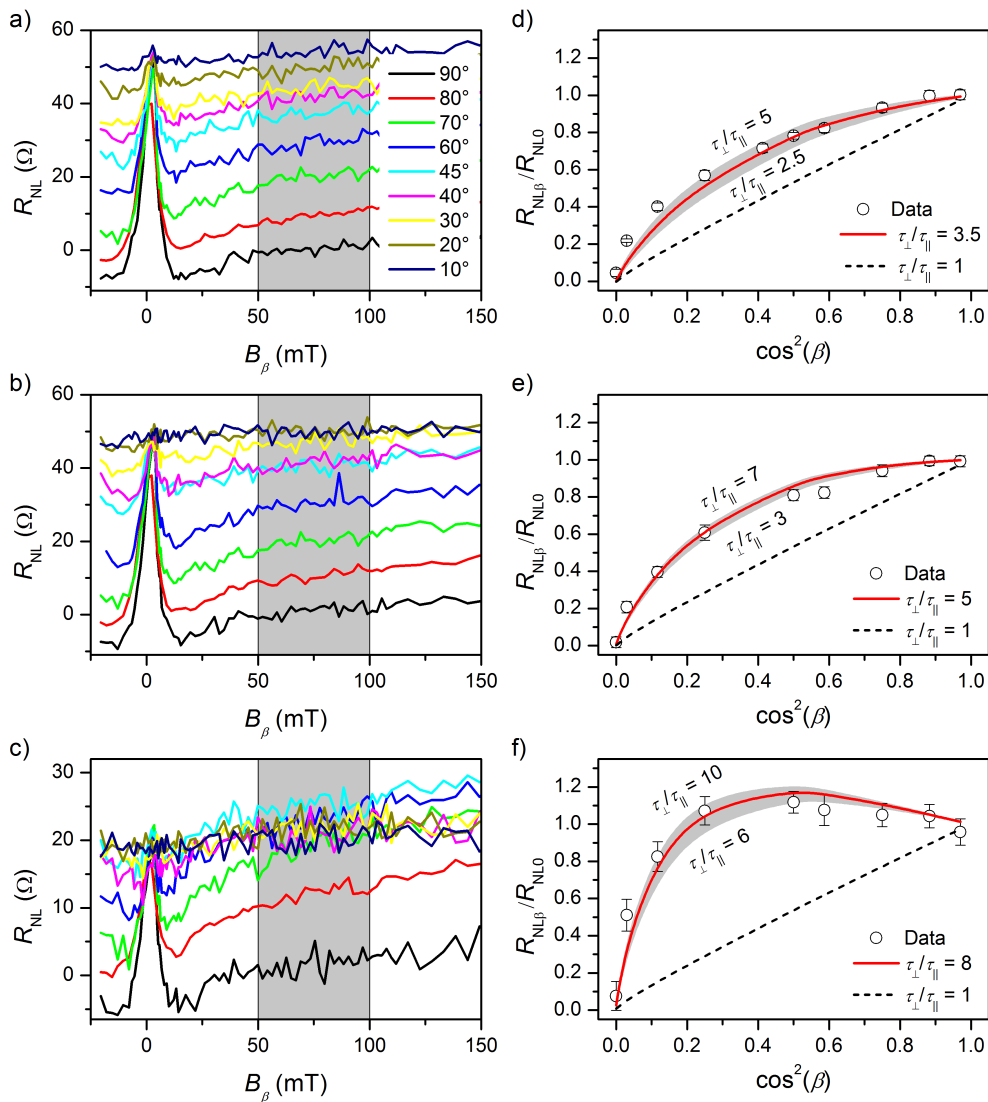 a)
60
40
20
0
R_NL (Ω)
0 50 100 150
B_β (mT)
90°
80°
70°
60°
45°
40°
30°
20°
10°
d)
1.2
1.0
0.8
0.6
0.4
0.2
0.0
R_NLβ/R_NL0
τ⊥/τ∥ = 5
τ⊥/τ∥ = 2.5
Data
τ⊥/τ∥ = 3.5
τ⊥/τ∥ = 1
0.0 0.2 0.4 0.6 0.8 1.0
cos²(β)
b)
60
40
20
0
R_NL (Ω)
0 50 100 150
B_β (mT)
e)
1.2
1.0
0.8
0.6
0.4
0.2
0.0
R_NLβ/R_NL0
τ⊥/τ∥ = 7
τ⊥/τ∥ = 3
Data
τ⊥/τ∥ = 5
τ⊥/τ∥ = 1
0.0 0.2 0.4 0.6 0.8 1.0
cos²(β)
c)
30
20
10
0
R_NL (Ω)
0 50 100 150
B_β (mT)
f)
1.2
1.0
0.8
0.6
0.4
0.2
0.0
R_NLβ/R_NL0
τ⊥/τ∥ = 10
τ⊥/τ∥ = 6
Data
τ⊥/τ∥ = 8
τ⊥/τ∥ = 1
0.0 0.2 0.4 0.6 0.8 1.0
cos²(β)